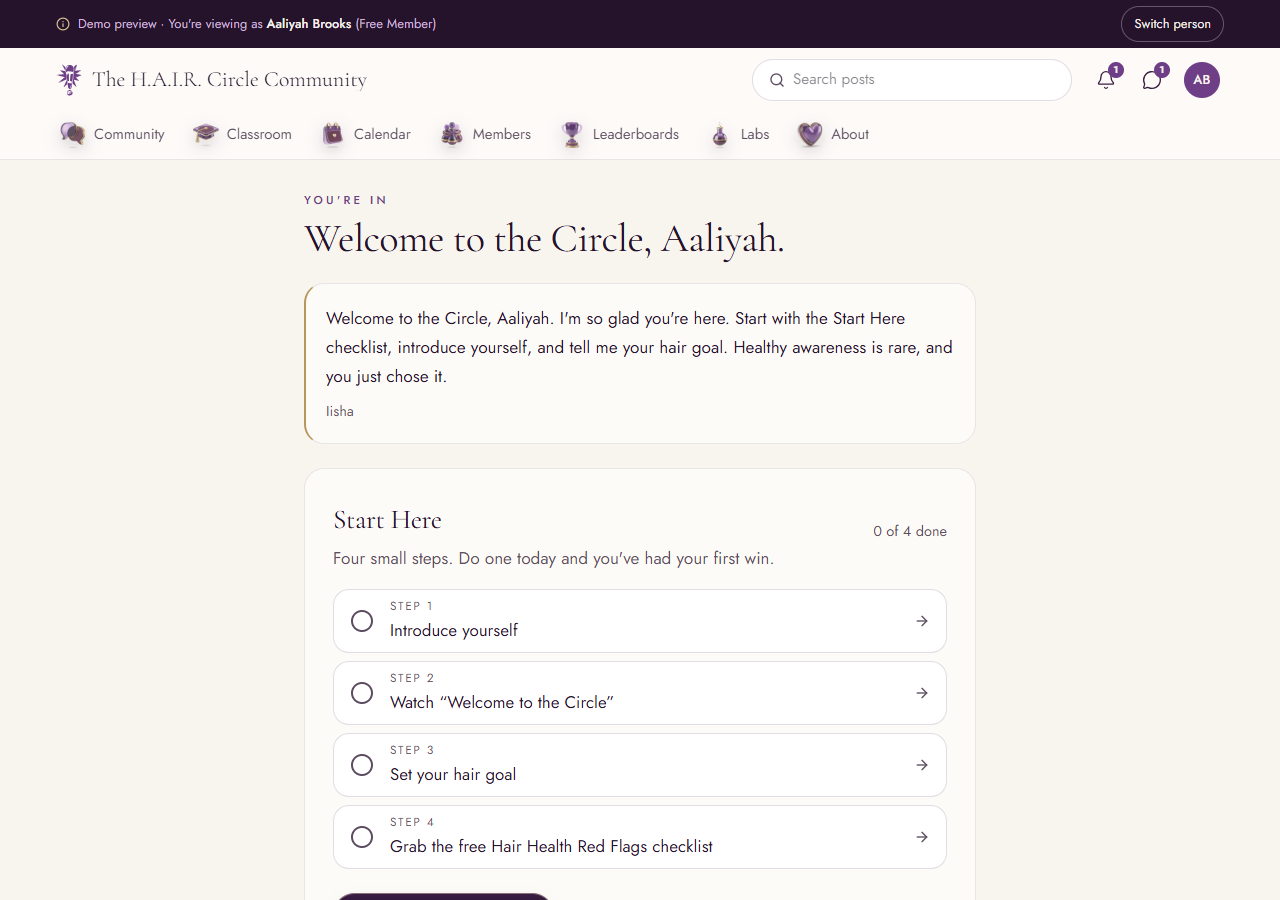 Demo preview · You're viewing as Aaliyah Brooks (Free Member)
Switch person
The H.A.I.R. Circle Community
Search posts
1
1
AB
Community
Classroom
Calendar
Members
Leaderboards
Labs
About
YOU'RE IN
Welcome to the Circle, Aaliyah.
Welcome to the Circle, Aaliyah. I'm so glad you're here. Start with the Start Here
checklist, introduce yourself, and tell me your hair goal. Healthy awareness is rare, and
you just chose it.
Iisha
Start Here
0 of 4 done
Four small steps. Do one today and you've had your first win.
STEP 1
Introduce yourself
STEP 2
Watch “Welcome to the Circle”
STEP 3
Set your hair goal
STEP 4
Grab the free Hair Health Red Flags checklist